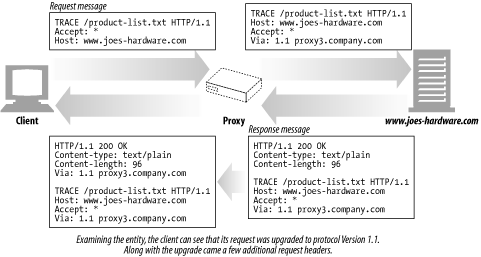 Request message
TRACE /product-list.txt HTTP/1.1
Accept: *
Host: www.joes-hardware.com
TRACE /product-list.txt HTTP/1.1
Host: www.joes-hardware.com
Accept: *
Via: 1.1 proxy3.company.com
Client
Proxy
www.joes-hardware.com
Response message
HTTP/1.1 200 OK
Content-type: text/plain
Content-length: 96
Via: 1.1 proxy3.company.com
TRACE /product-list.txt HTTP/1.1
Host: www.joes-hardware.com
Accept: *
Via: 1.1 proxy3.company.com
HTTP/1.1 200 OK
Content-type: text/plain
Content-length: 96
TRACE /product-list.txt HTTP/1.1
Host: www.joes-hardware.com
Accept: *
Via: 1.1 proxy3.company.com
Examining the entity, the client can see that its request was upgraded to protocol Version 1.1.
Along with the upgrade came a few additional request headers.